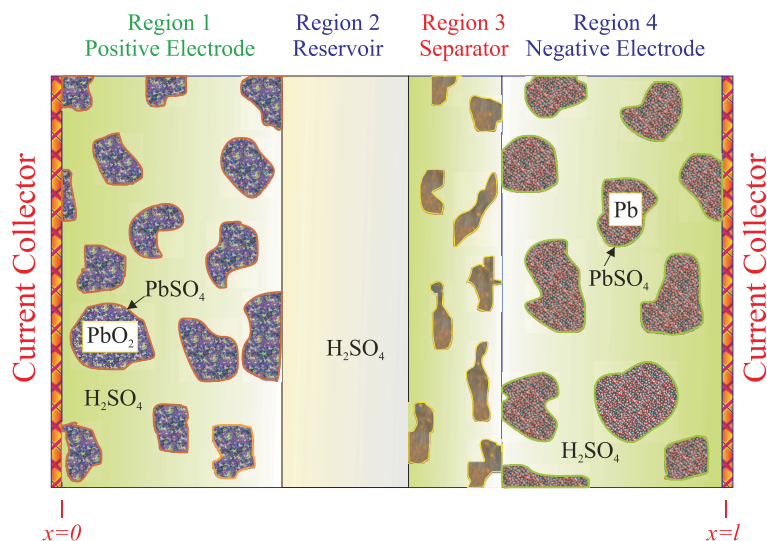 Region 1
Positive Electrode
Region 2
Reservoir
Region 3
Separator
Region 4
Negative Electrode
Current Collector
PbSO₄
PbO₂
H₂SO₄
H₂SO₄
Pb
PbSO₄
H₂SO₄
Current Collector
x=0
x=l